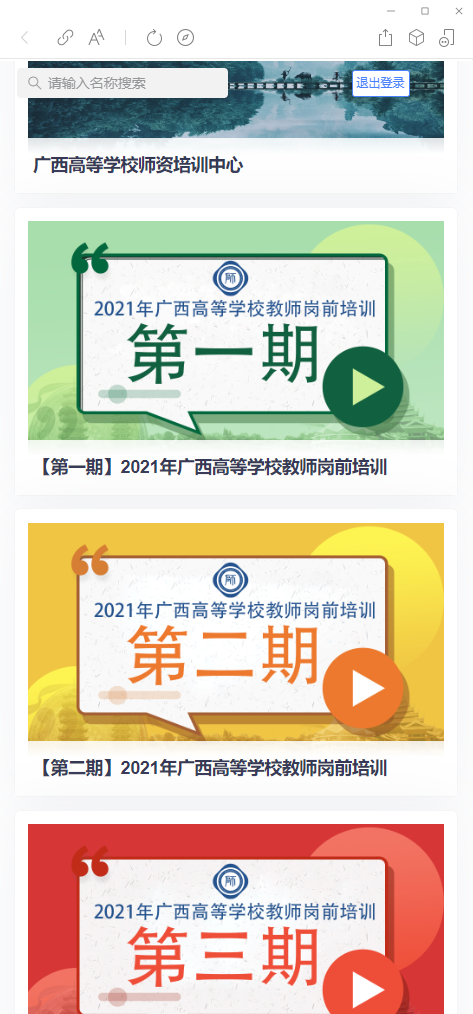 请输入名称搜索
退出登录
广西高等学校师资培训中心
师
2021年广西高等学校教师岗前培训
第一期
【第一期】2021年广西高等学校教师岗前培训
师
2021年广西高等学校教师岗前培训
第二期
【第二期】2021年广西高等学校教师岗前培训
师
2021年广西高等学校教师岗前培训
第三期